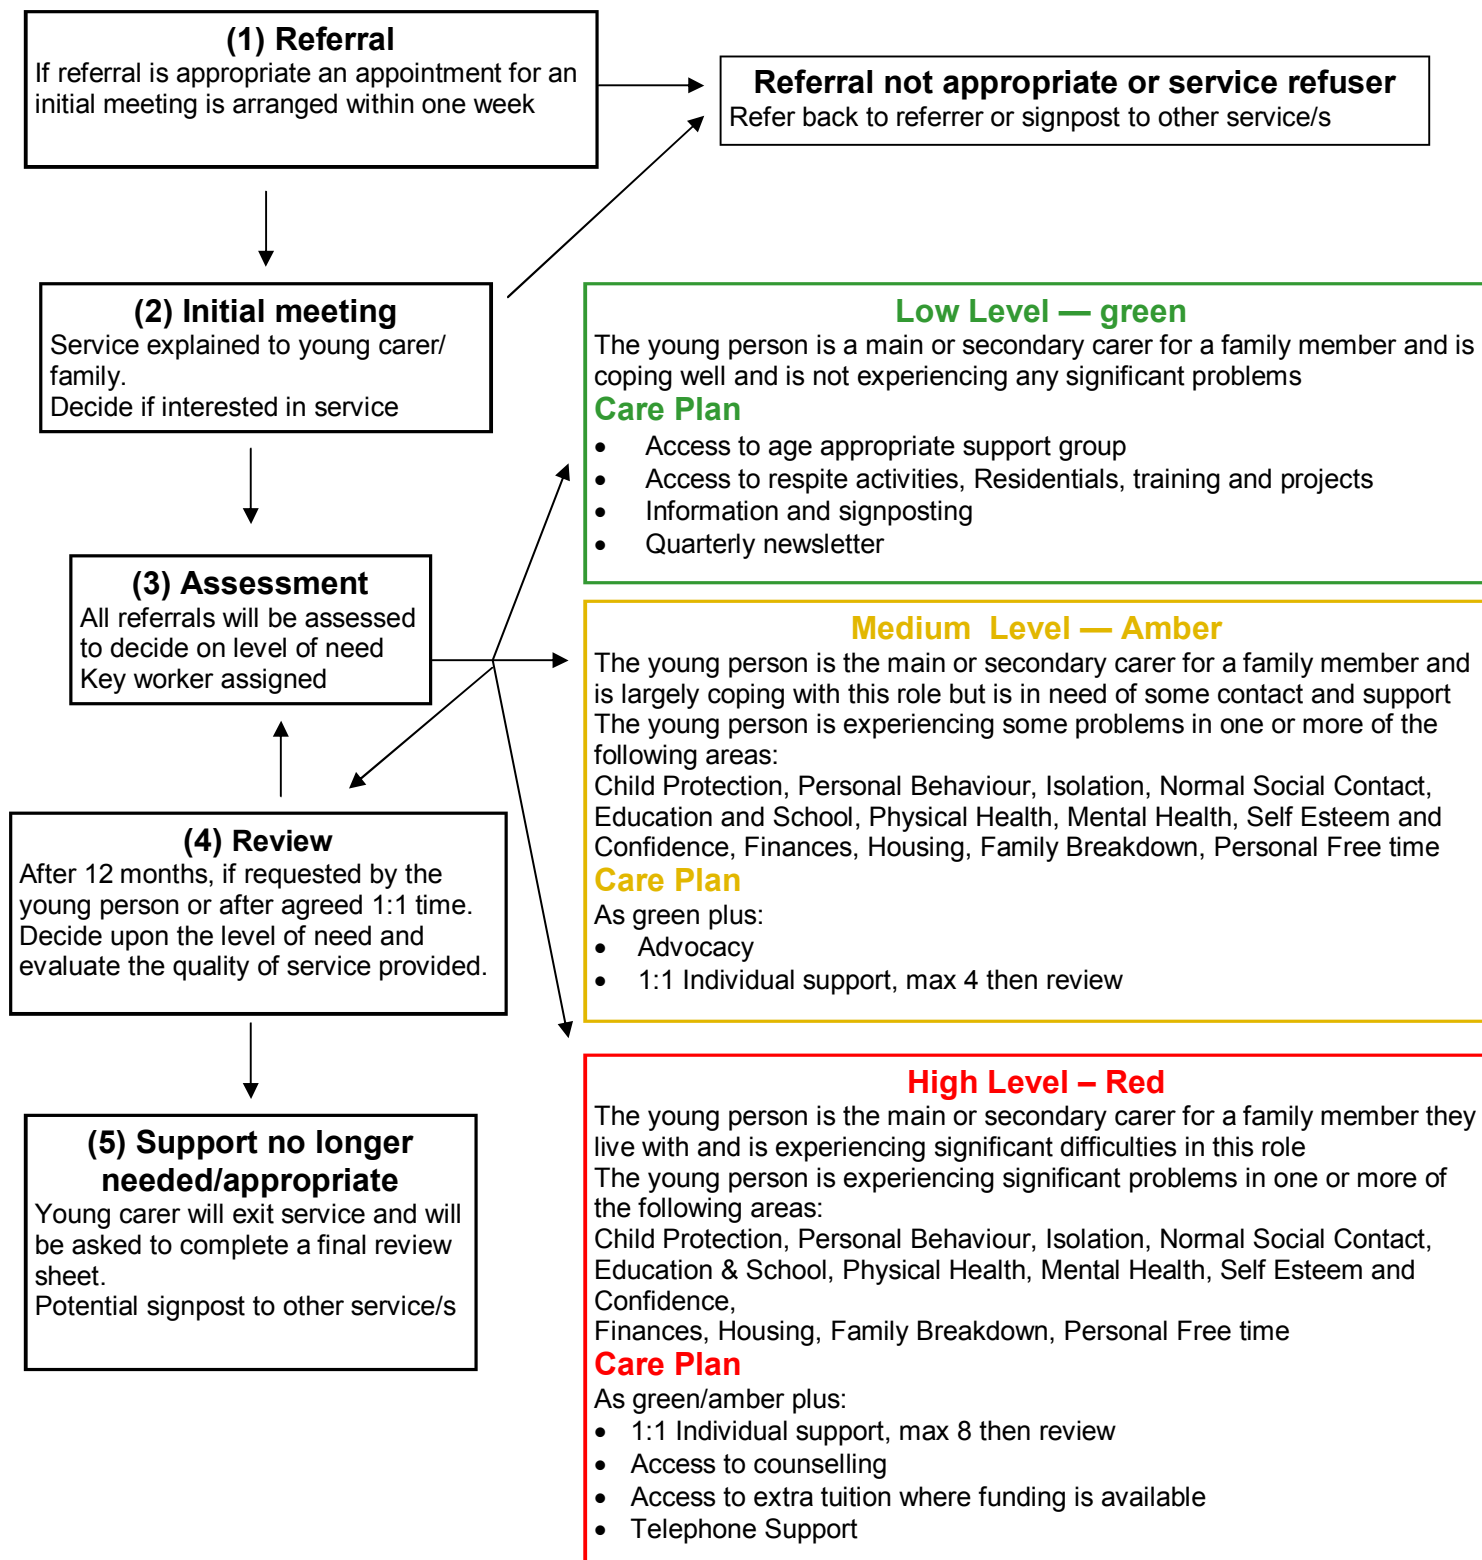 (1) Referral
If referral is appropriate an appointment for an
initial meeting is arranged within one week
Referral not appropriate or service refuser
Refer back to referrer or signpost to other service/s
(2) Initial meeting
Service explained to young carer/
family.
Decide if interested in service
(3) Assessment
All referrals will be assessed
to decide on level of need
Key worker assigned
(4) Review
After 12 months, if requested by the
young person or after agreed 1:1 time.
Decide upon the level of need and
evaluate the quality of service provided.
(5) Support no longer
needed/appropriate
Young carer will exit service and will
be asked to complete a final review
sheet.
Potential signpost to other service/s
Low Level — green
The young person is a main or secondary carer for a family member and is
coping well and is not experiencing any significant problems
Care Plan
• Access to age appropriate support group
• Access to respite activities, Residentials, training and projects
• Information and signposting
• Quarterly newsletter
Medium Level — Amber
The young person is the main or secondary carer for a family member and
is largely coping with this role but is in need of some contact and support
The young person is experiencing some problems in one or more of the
following areas:
Child Protection, Personal Behaviour, Isolation, Normal Social Contact,
Education and School, Physical Health, Mental Health, Self Esteem and
Confidence, Finances, Housing, Family Breakdown, Personal Free time
Care Plan
As green plus:
• Advocacy
• 1:1 Individual support, max 4 then review
High Level – Red
The young person is the main or secondary carer for a family member they
live with and is experiencing significant difficulties in this role
The young person is experiencing significant problems in one or more of
the following areas:
Child Protection, Personal Behaviour, Isolation, Normal Social Contact,
Education & School, Physical Health, Mental Health, Self Esteem and
Confidence,
Finances, Housing, Family Breakdown, Personal Free time
Care Plan
As green/amber plus:
• 1:1 Individual support, max 8 then review
• Access to counselling
• Access to extra tuition where funding is available
• Telephone Support